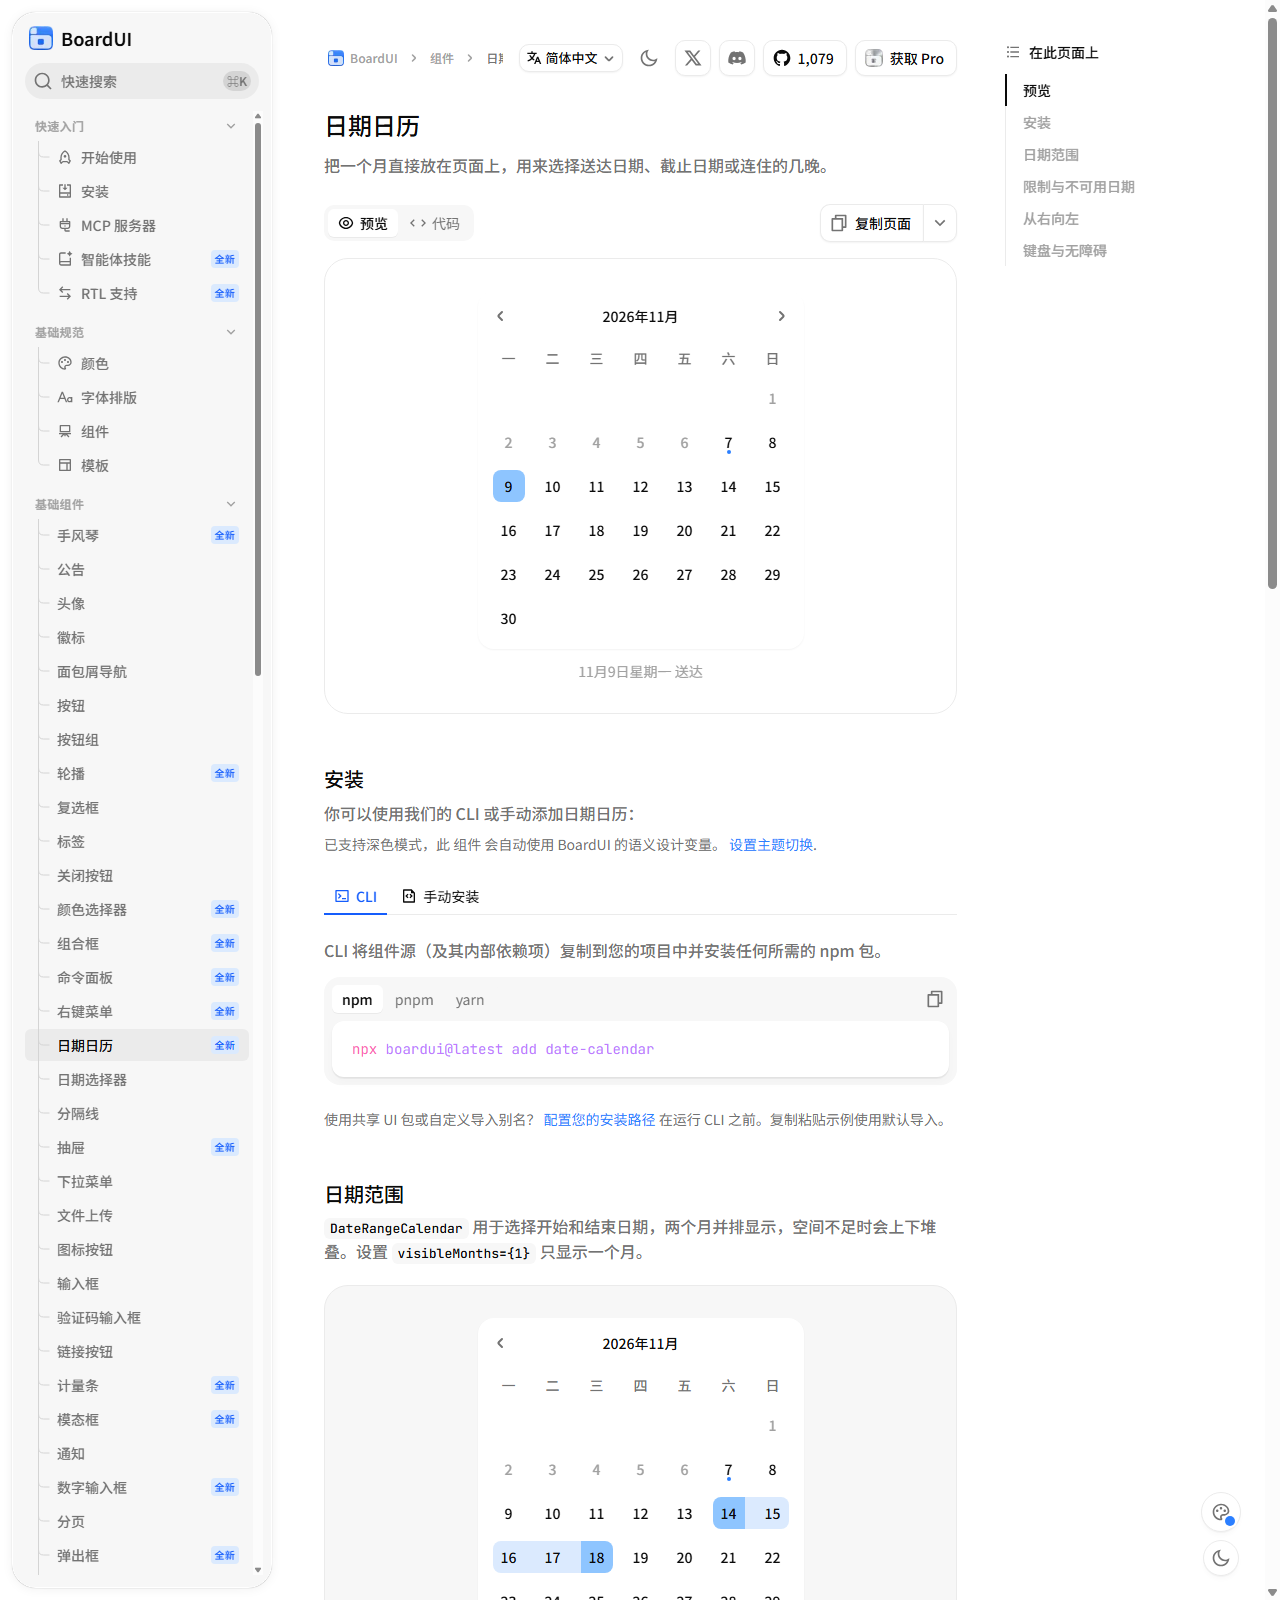 BoardUI
快速搜索
⌘K
快速入门
开始使用
安装
MCP 服务器
智能体技能
全新
RTL 支持
全新
基础规范
颜色
字体排版
组件
模板
基础组件
手风琴
全新
公告
头像
徽标
面包屑导航
按钮
按钮组
轮播
全新
复选框
标签
关闭按钮
颜色选择器
全新
组合框
全新
命令面板
全新
右键菜单
全新
日期日历
全新
日期选择器
分隔线
抽屉
全新
下拉菜单
文件上传
图标按钮
输入框
验证码输入框
链接按钮
计量条
全新
模态框
全新
通知
数字输入框
全新
分页
弹出框
全新
BoardUI
组件
简体中文
1,079
获取 Pro
日期日历
把一个月直接放在页面上，用来选择送达日期、截止日期或连住的几晚。
预览
代码
复制页面
2026年11月
一 二 三 四 五 六 日
1
2 3 4 5 6 7 8
9 10 11 12 13 14 15
16 17 18 19 20 21 22
23 24 25 26 27 28 29
30
11月9日星期一 送达
安装
你可以使用我们的 CLI 或手动添加日期日历：
已支持深色模式，此 组件 会自动使用 BoardUI 的语义设计变量。 设置主题切换.
CLI
手动安装
CLI 将组件源（及其内部依赖项）复制到您的项目中并安装任何所需的 npm 包。
npm
pnpm
yarn
npx boardui@latest add date-calendar
使用共享 UI 包或自定义导入别名？ 配置您的安装路径 在运行 CLI 之前。复制粘贴示例使用默认导入。
日期范围
DateRangeCalendar 用于选择开始和结束日期，两个月并排显示，空间不足时会上下堆
叠。设置 visibleMonths={1} 只显示一个月。
2026年11月
一 二 三 四 五 六 日
1
2 3 4 5 6 7 8
9 10 11 12 13 14 15
16 17 18 19 20 21 22
在此页面上
预览
安装
日期范围
限制与不可用日期
从右向左
键盘与无障碍